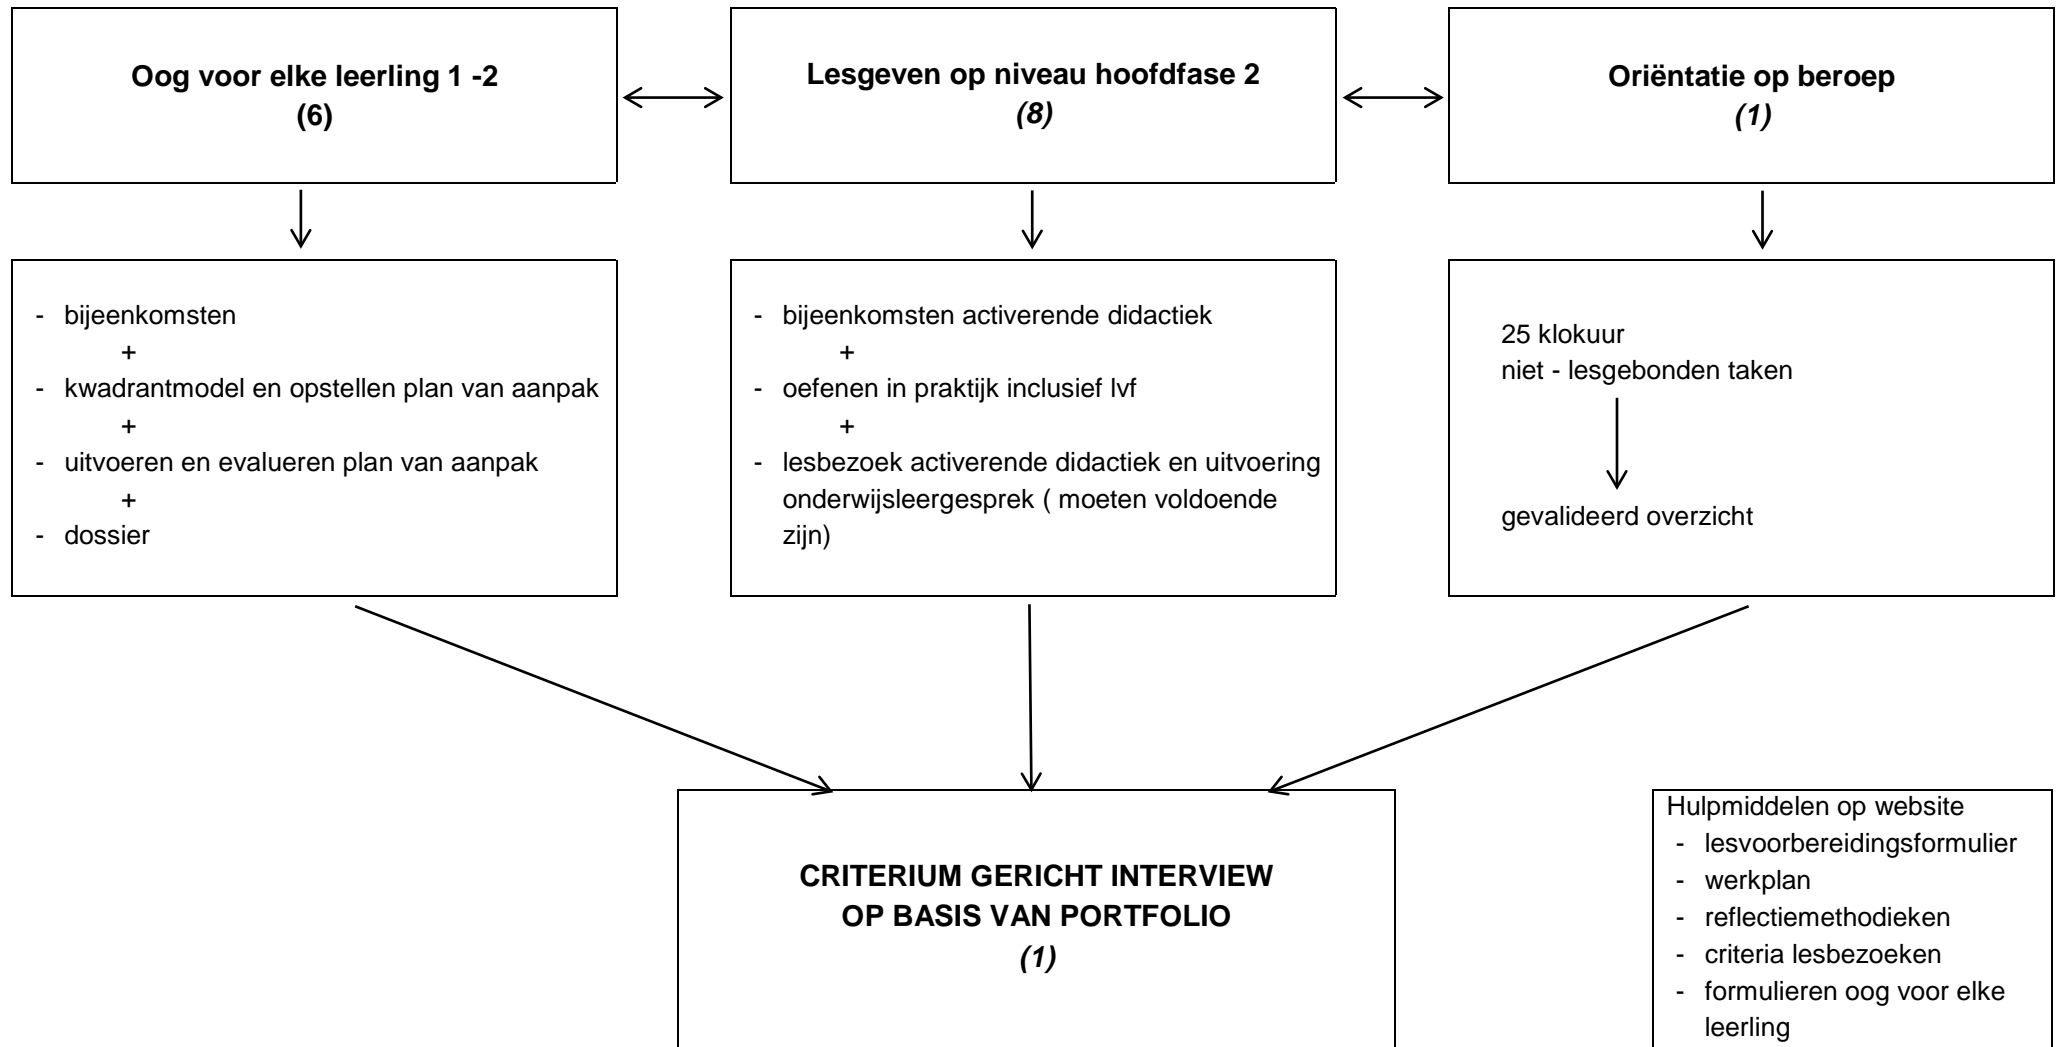 Oog voor elke leerling 1 -2
(6)
Lesgeven op niveau hoofdfase 2
(8)
Oriëntatie op beroep
(1)
- bijeenkomsten
+
- kwadrantmodel en opstellen plan van aanpak
+
- uitvoeren en evalueren plan van aanpak
+
- dossier
- bijeenkomsten activerende didactiek
+
- oefenen in praktijk inclusief lvf
+
- lesbezoek activerende didactiek en uitvoering
onderwijsleergesprek ( moeten voldoende
zijn)
25 klokuur
niet - lesgebonden taken
gevalideerd overzicht
CRITERIUM GERICHT INTERVIEW
OP BASIS VAN PORTFOLIO
(1)
Hulpmiddelen op website
- lesvoorbereidingsformulier
- werkplan
- reflectiemethodieken
- criteria lesbezoeken
- formulieren oog voor elke
leerling